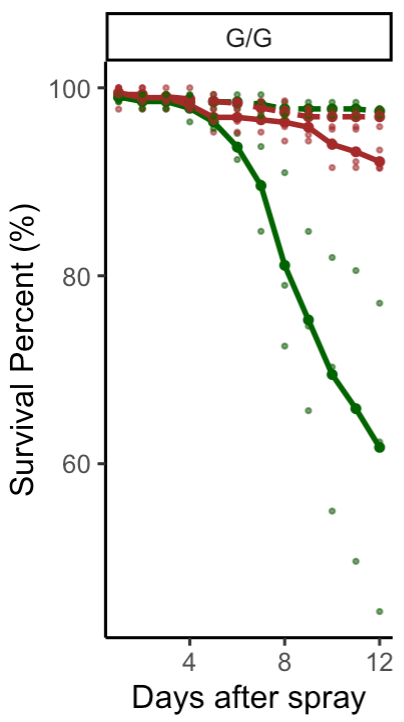 G/G
Survival Percent (%)
100
80
60
4 8 12
Days after spray